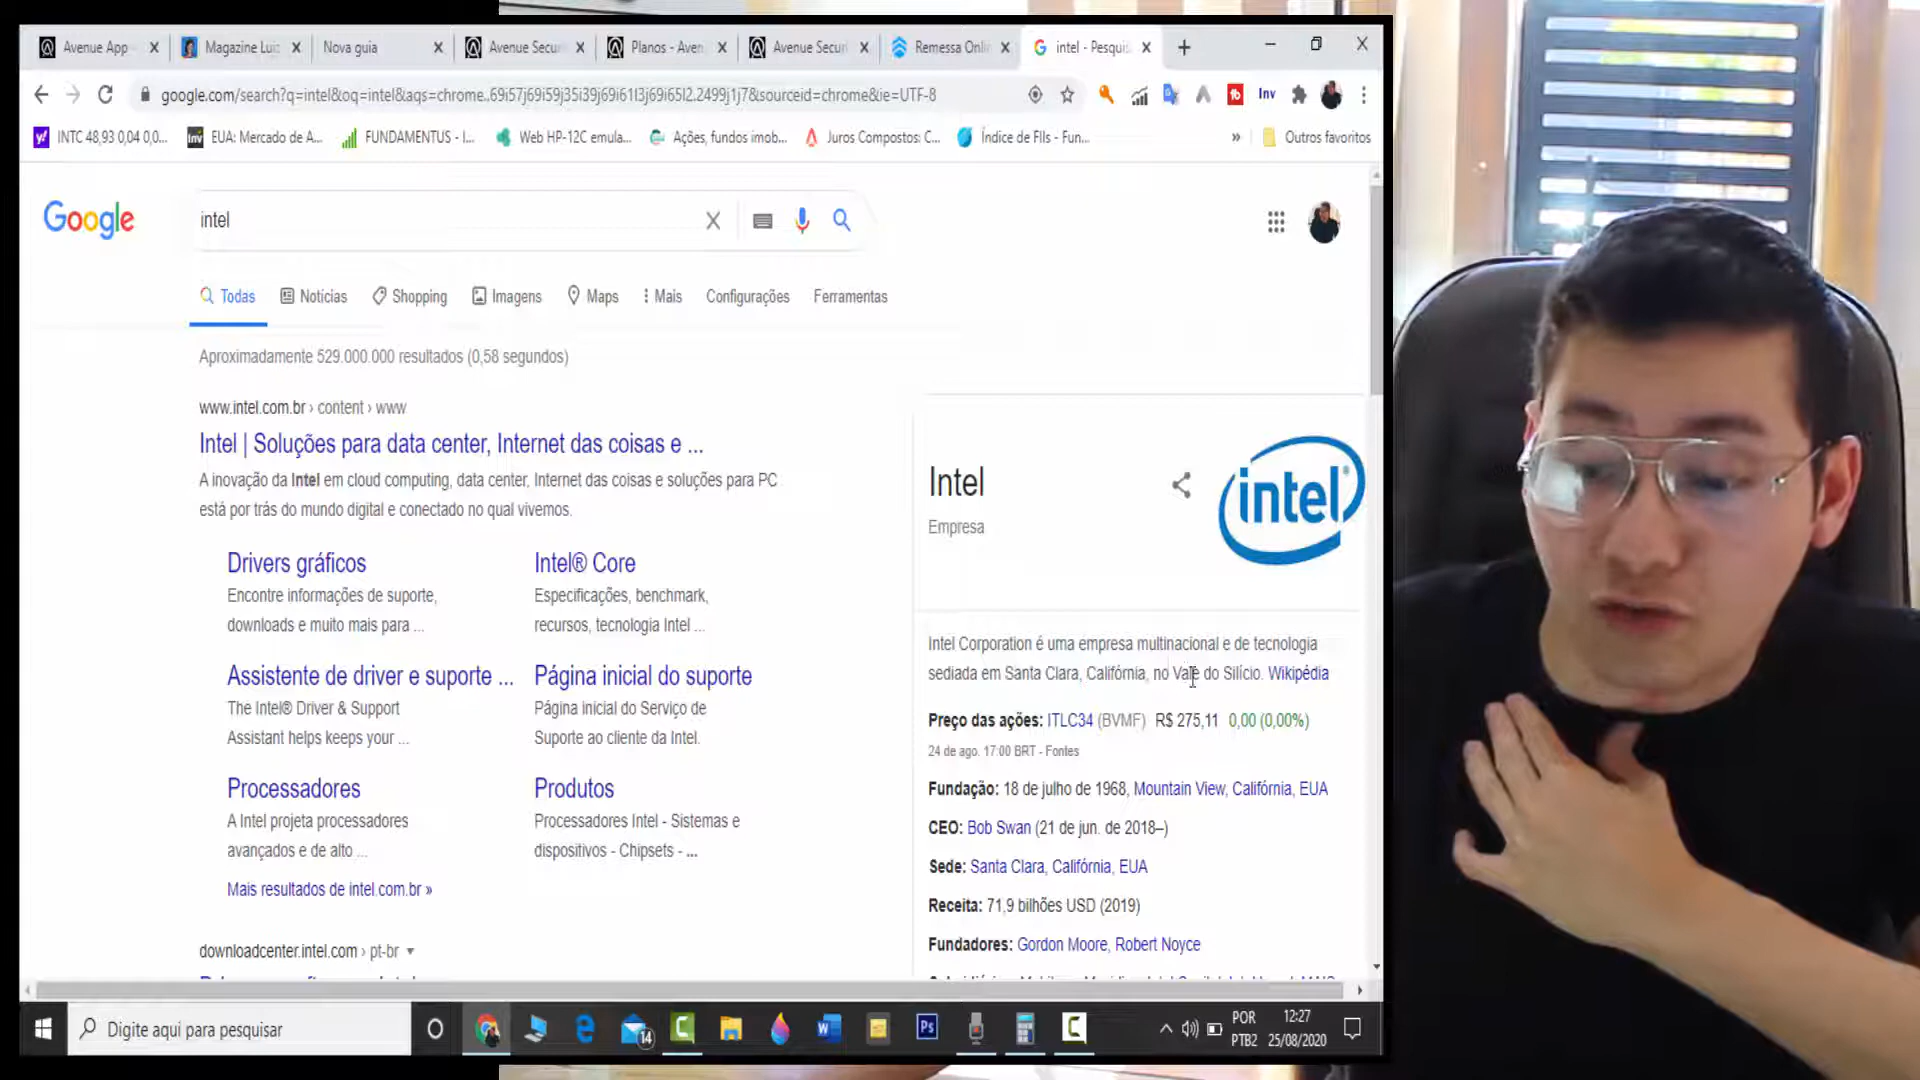 Avenue App
Magazine Lui
Nova guia
Avenue Secu
Planos - Aven
Avenue Securi
Remessa Onli
intel - Pesqui
google.com/search?q=intel&oq=intel&aqs=chrome..69i57j69i59j35i39j69i61l3j69i65l2.2499j1j7&sourceid=chrome&ie=UTF-8
Inv
INTC 48,93 0,04 0,0...
EUA: Mercado de A...
FUNDAMENTUS - I...
Web HP-12C emula...
Ações, fundos imob...
Juros Compostos: C...
Índice de FIIs - Fun...
»
Outros favoritos
Google
intel
Todas
Notícias
Shopping
Imagens
Maps
Mais
Configurações
Ferramentas
Aproximadamente 529.000.000 resultados (0,58 segundos)
www.intel.com.br › content › www
Intel | Soluções para data center, Internet das coisas e ...
A inovação da Intel em cloud computing, data center, Internet das coisas e soluções para PC
está por trás do mundo digital e conectado no qual vivemos.
Drivers gráficos
Encontre informações de suporte,
downloads e muito mais para ...
Intel® Core
Especificações, benchmark,
recursos, tecnologia Intel ...
Assistente de driver e suporte ...
The Intel® Driver & Support
Assistant helps keeps your ...
Página inicial do suporte
Página inicial do Serviço de
Suporte ao cliente da Intel.
Processadores
A Intel projeta processadores
avançados e de alto ...
Produtos
Processadores Intel - Sistemas e
dispositivos - Chipsets - ...
Mais resultados de intel.com.br »
downloadcenter.intel.com › pt-br
Intel
Empresa
intel
Intel Corporation é uma empresa multinacional e de tecnologia
sediada em Santa Clara, Califórnia, no Vale do Silício. Wikipédia
Preço das ações: ITLC34 (BVMF) R$ 275,11 0,00 (0,00%)
24 de ago. 17:00 BRT - Fontes
Fundação: 18 de julho de 1968, Mountain View, Califórnia, EUA
CEO: Bob Swan (21 de jun. de 2018–)
Sede: Santa Clara, Califórnia, EUA
Receita: 71,9 bilhões USD (2019)
Fundadores: Gordon Moore, Robert Noyce
Digite aqui para pesquisar
14
Ps
POR
PTB2
12:27
25/08/2020